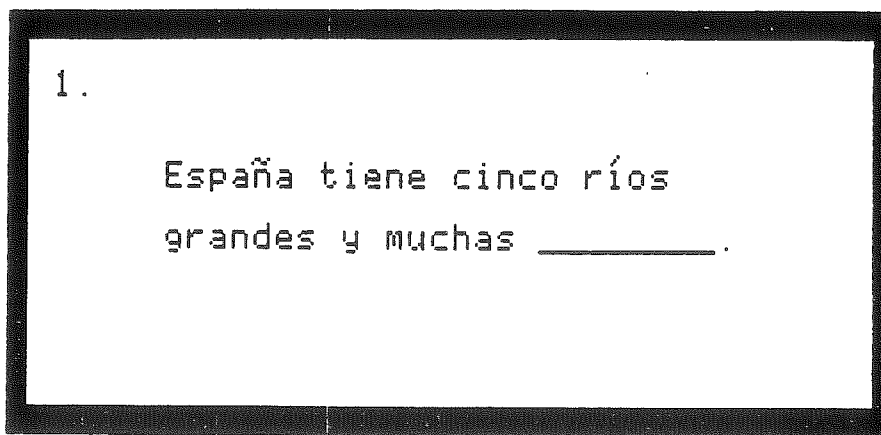 1.
España tiene cinco ríos
grandes y muchas ________.